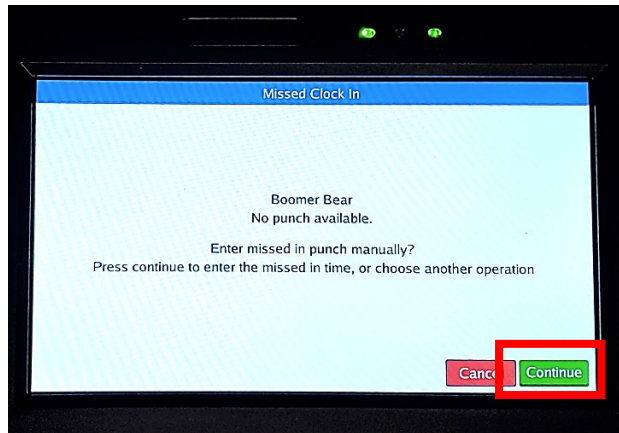 Missed Clock In
Boomer Bear
No punch available.
Enter missed in punch manually?
Press continue to enter the missed in time, or choose another operation
Cance Continue